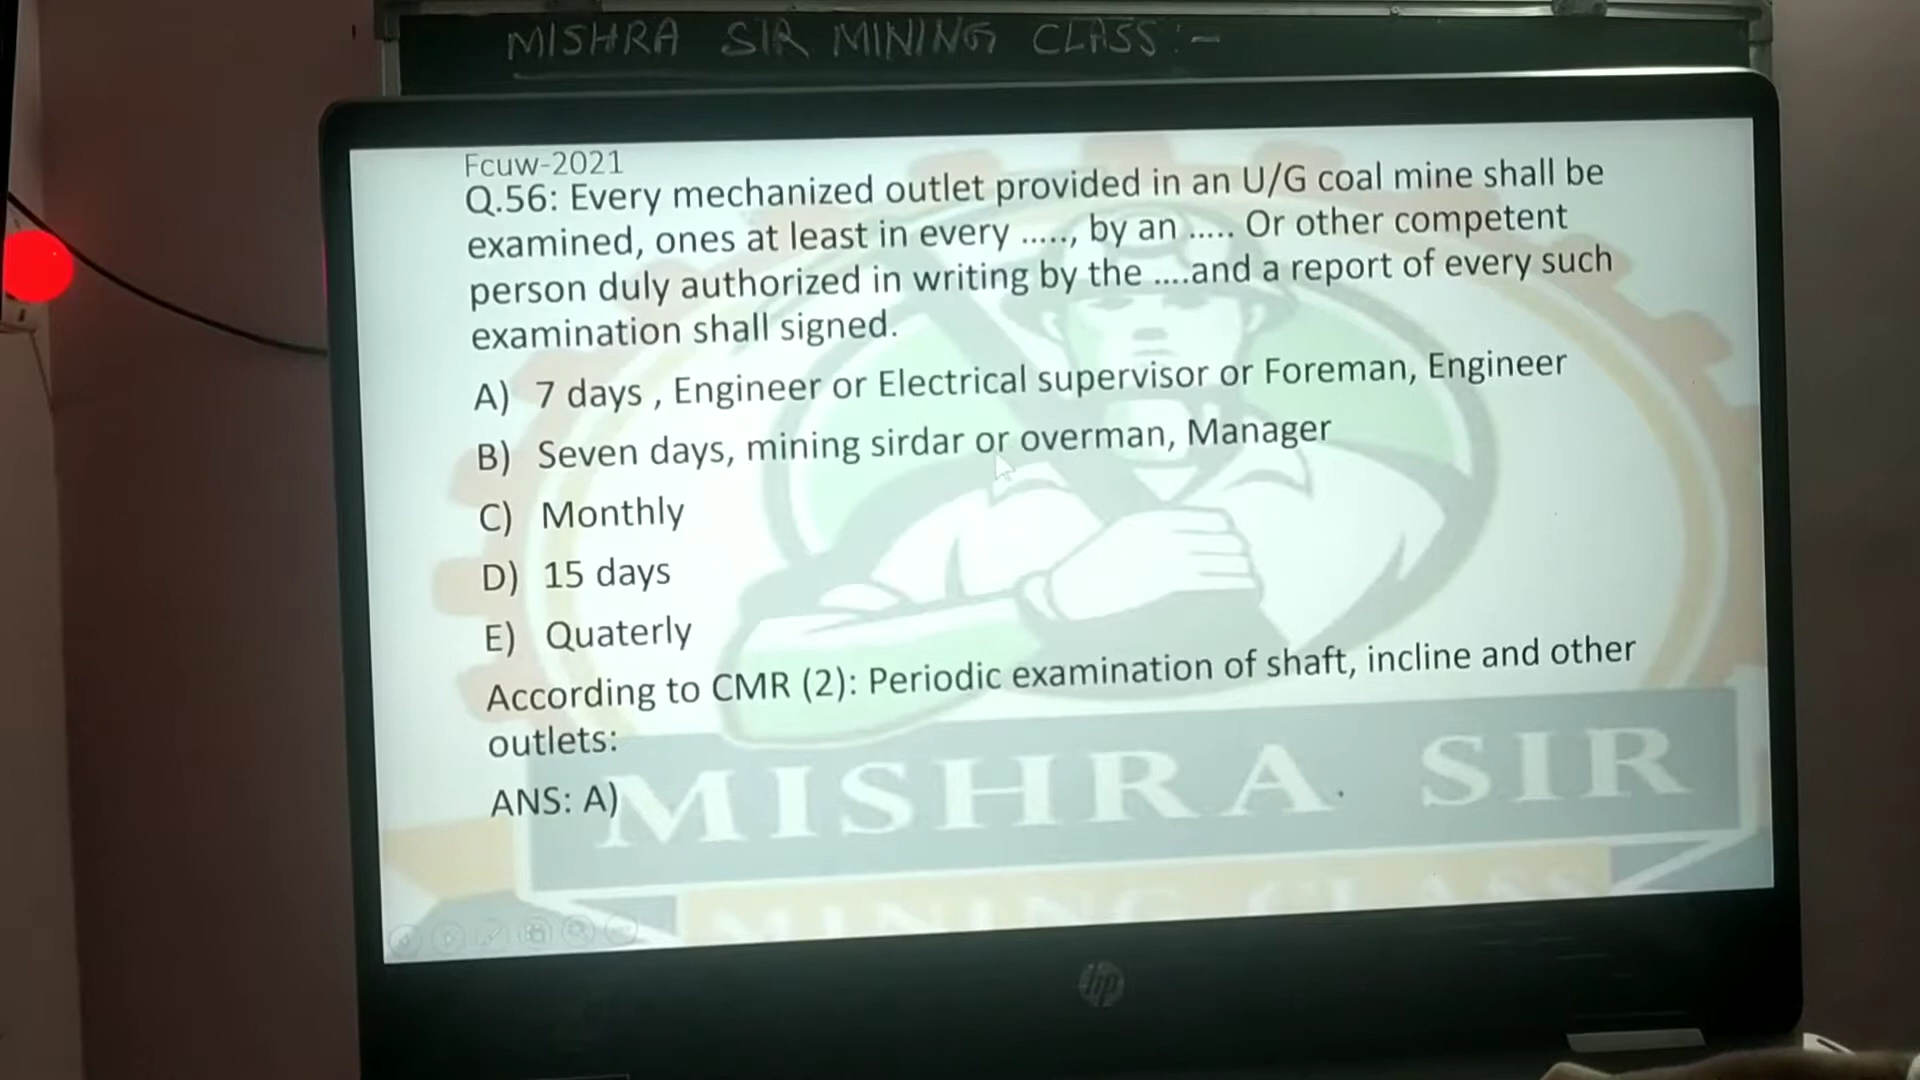 MISHRA SIR MINING CLASS:-
Fcuw-2021
Q.56: Every mechanized outlet provided in an U/G coal mine shall be
examined, ones at least in every ....., by an ..... Or other competent
person duly authorized in writing by the ....and a report of every such
examination shall signed.
A) 7 days , Engineer or Electrical supervisor or Foreman, Engineer
B) Seven days, mining sirdar or overman, Manager
C) Monthly
D) 15 days
E) Quaterly
According to CMR (2): Periodic examination of shaft, incline and other
outlets:
ANS: A)
MISHRA SIR
MINING CLASS
hp